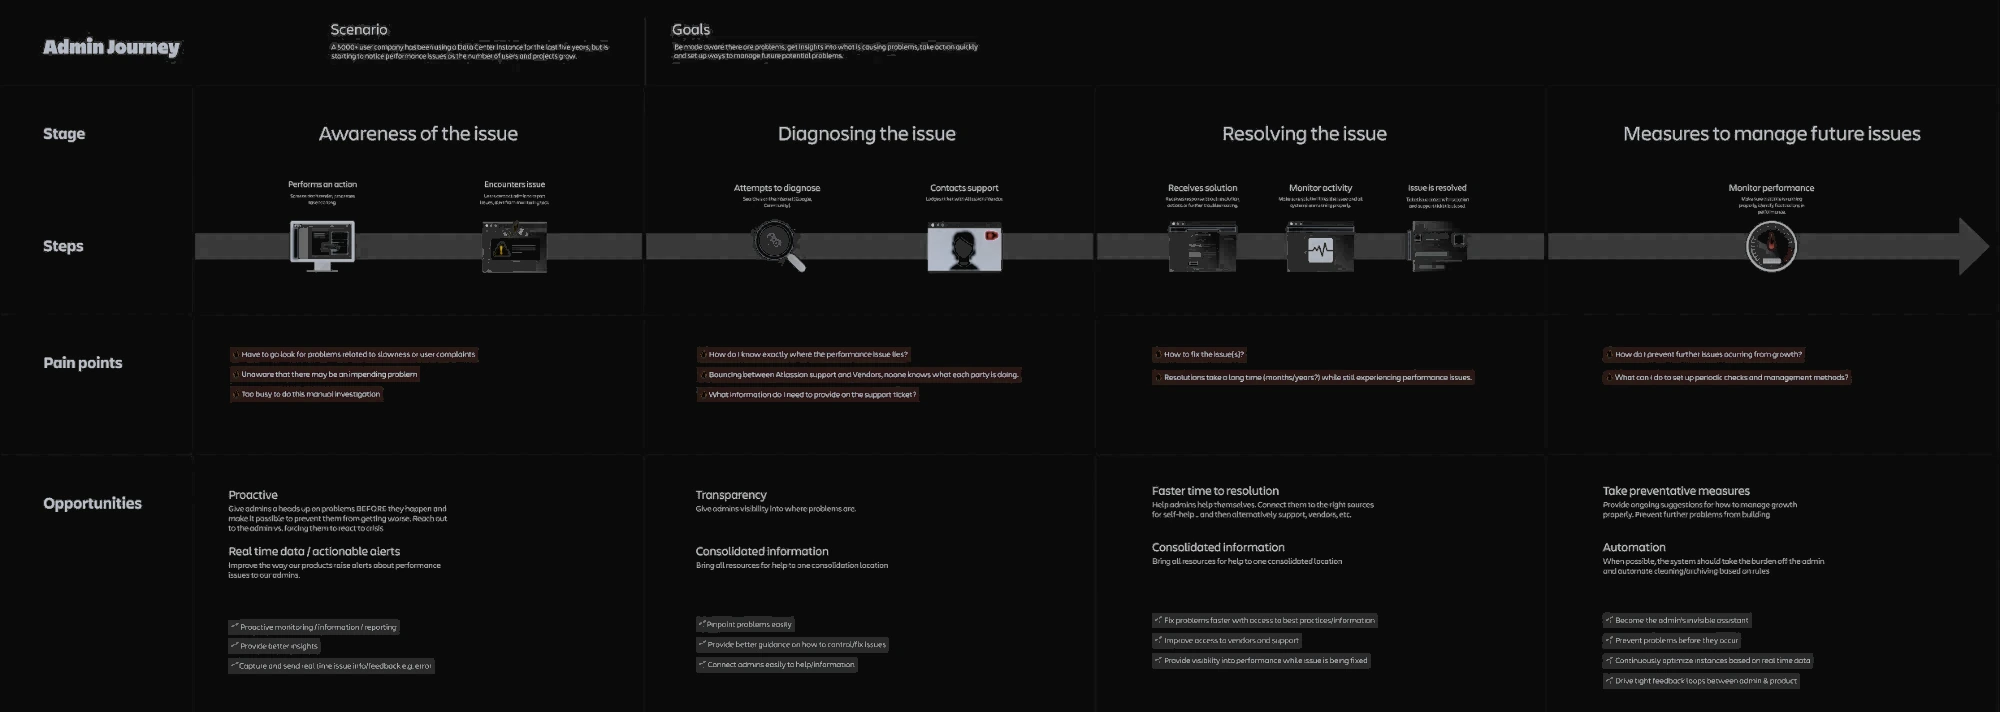 Admin Journey
Scenario
A 5000+ user company has been using a Data Center instance for the last five years, but is
starting to notice performance issues as the number of users and projects grow.
Goals
Be made aware there are problems, get insights into what is causing problems, take action quickly
and set up ways to manage future potential problems.
Stage
Awareness of the issue
Diagnosing the issue
Resolving the issue
Measures to manage future issues
Steps
Performs an action
Encounters issue
Attempts to diagnose
Contacts support
Receives solution
Monitor activity
Issue is resolved
Monitor performance
Pain points
Have to go look for problems related to slowness or user complaints
Unaware that there may be an impending problem
Too busy to do this manual investigation
How do I know exactly where the performance issue lies?
Bouncing between Atlassian support and Vendors, noone knows what each party is doing.
What information do I need to provide on the support ticket?
How to fix the issue(s)?
Resolutions take a long time (months/years?) while still experiencing performance issues.
How do I prevent further issues ocurring from growth?
What can i do to set up periodic checks and management methods?
Opportunities
Proactive
Give admins a heads up on problems BEFORE they happen and
make it possible to prevent them from getting worse. Reach out
to the admin vs. forcing them to react to crisis
Real time data / actionable alerts
Improve the way our products raise alerts about performance
issues to our admins.
Proactive monitoring / information / reporting
Provide better insights
Capture and send real time issue info/feedback e.g. error
Transparency
Give admins visibility into where problems are.
Consolidated information
Bring all resources for help to one consolidation location
Pinpoint problems easily
Provide better guidance on how to control/fix issues
Connect admins easily to help/information
Faster time to resolution
Help admins help themselves. Connect them to the right sources
for self-help.. and then alternatively support, vendors, etc.
Consolidated information
Bring all resources for help to one consolidated location
Fix problems faster with access to best practices/information
Improve access to vendors and support
Provide visibility into performance while issue is being fixed
Take preventative measures
Provide ongoing suggestions for how to manage growth
properly. Prevent further problems from building
Automation
When possible, the system should take the burden off the admin
and automate cleaning/archiving based on rules
Become the admin's invisible assistant
Prevent problems before they occur
Continuously optimize instances based on real time data
Drive tight feedback loops between admin & product